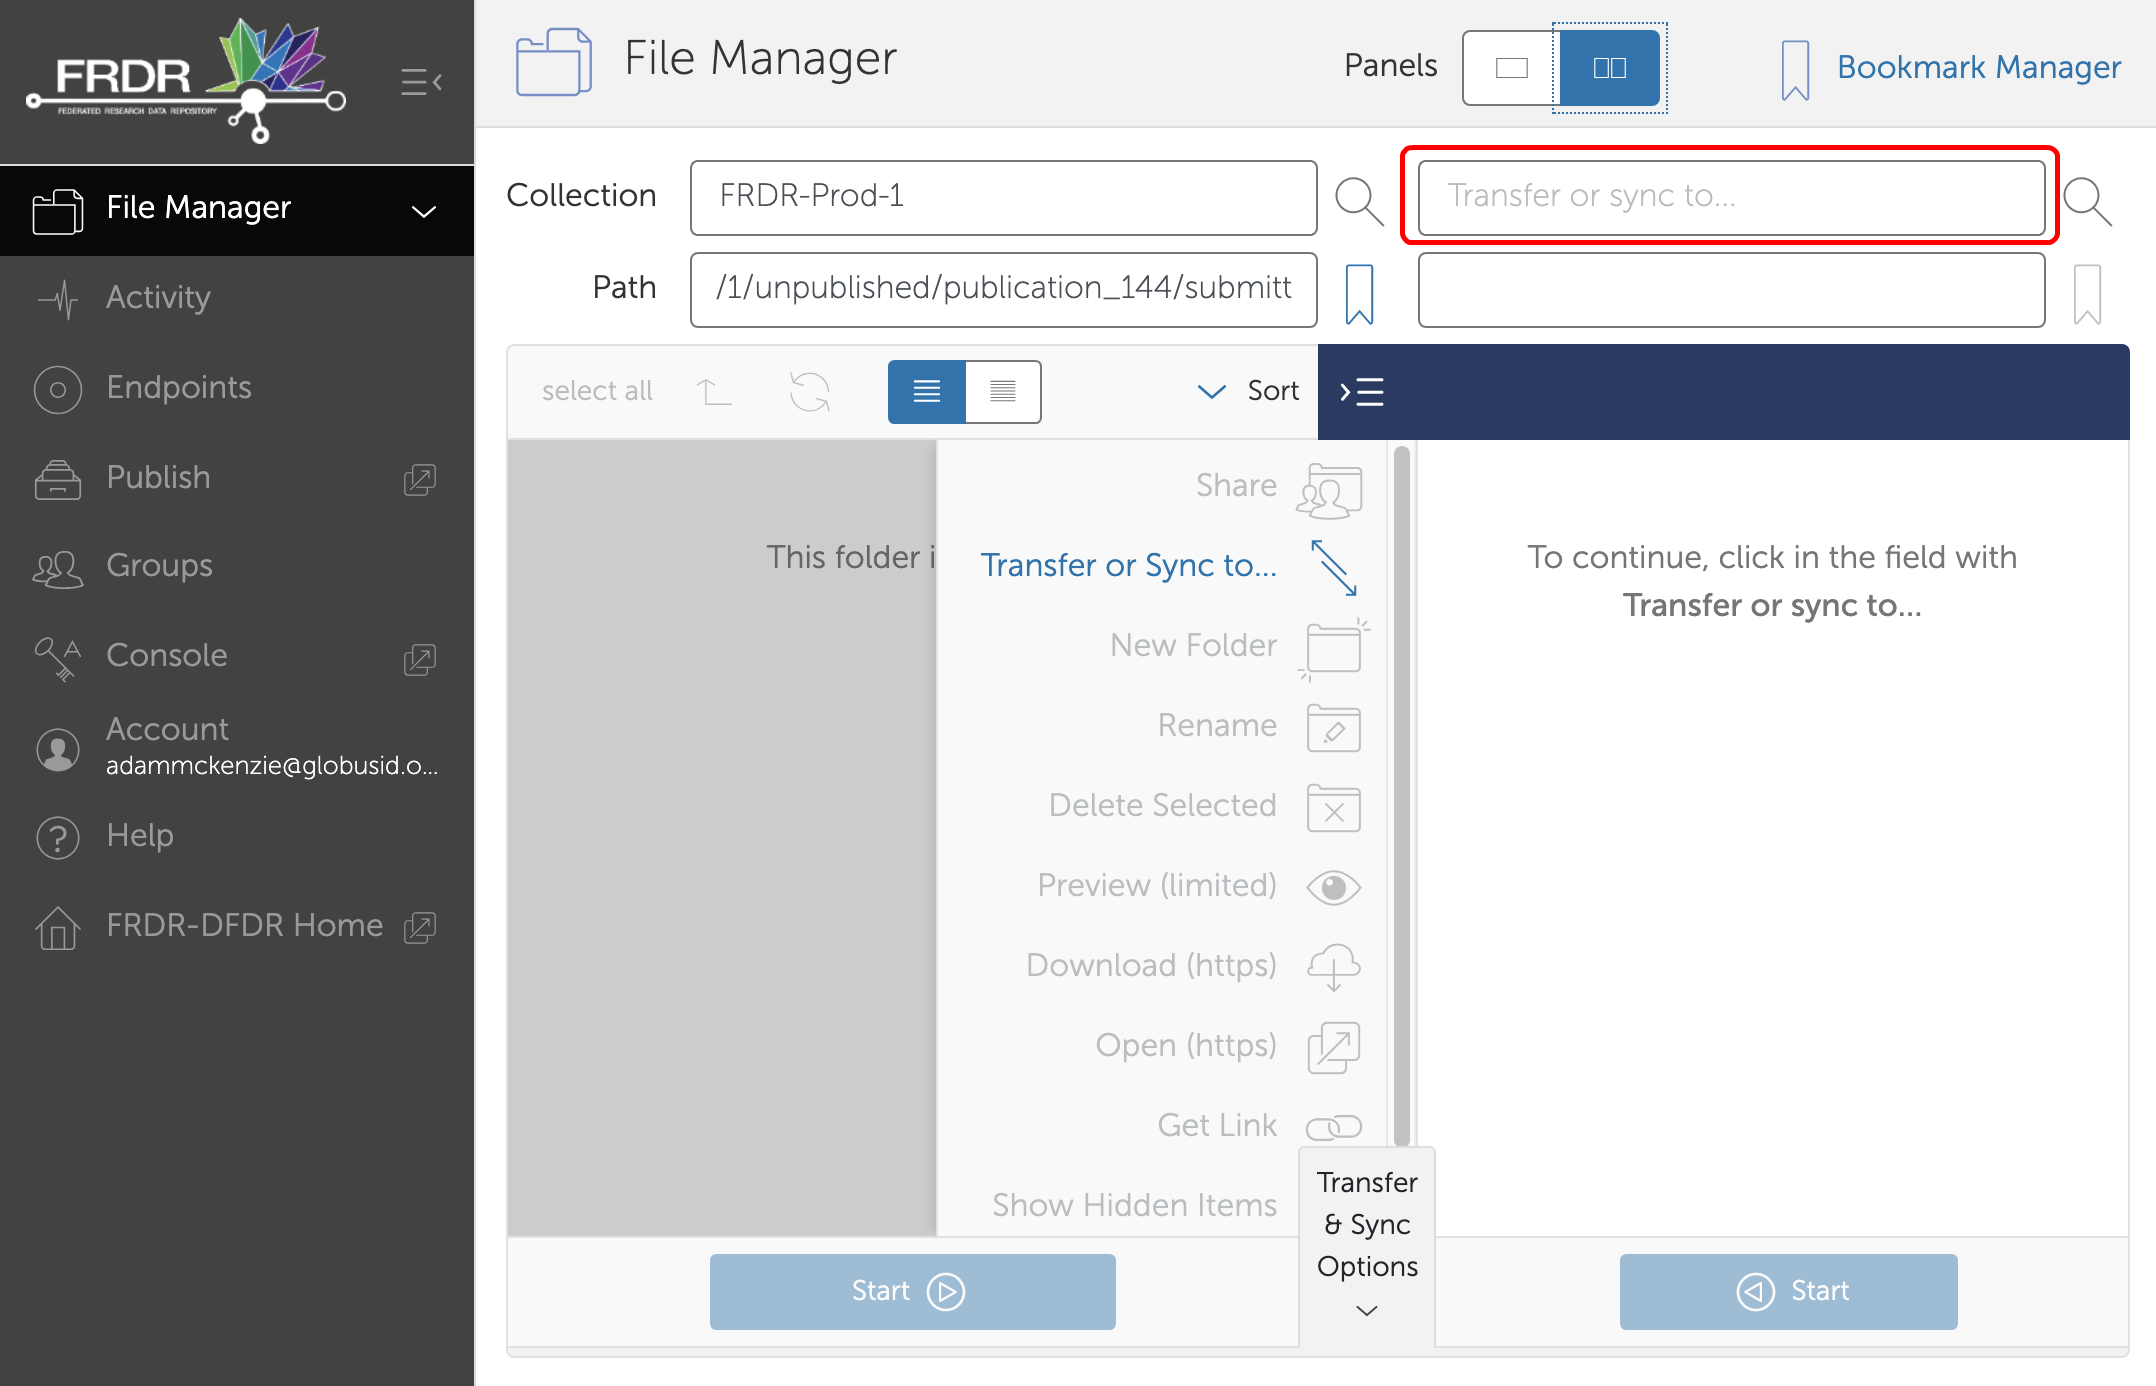 FRDR
FEDERATED RESEARCH DATA REPOSITORY
File Manager
Activity
Endpoints
Publish
Groups
Console
Account
adammckenzie@globusid.o...
Help
FRDR-DFDR Home
File Manager
Panels
Bookmark Manager
Collection
FRDR-Prod-1
Transfer or sync to...
Path
/1/unpublished/publication_144/submitt
select all
Sort
This folder i
Share
Transfer or Sync to...
New Folder
Rename
Delete Selected
Preview (limited)
Download (https)
Open (https)
Get Link
Show Hidden Items
To continue, click in the field with
Transfer or sync to...
Start
Transfer
& Sync
Options
Start